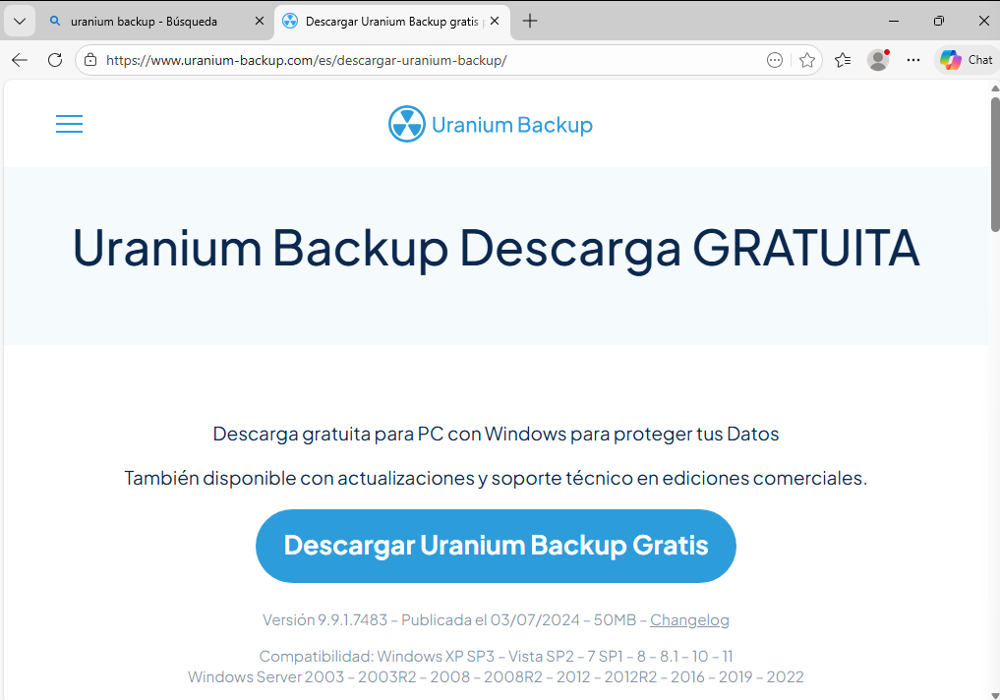 uranium backup - Búsqueda
Descargar Uranium Backup gratis
https://www.uranium-backup.com/es/descargar-uranium-backup/
Chat
Uranium Backup
Uranium Backup Descarga GRATUITA
Descarga gratuita para PC con Windows para proteger tus Datos
También disponible con actualizaciones y soporte técnico en ediciones comerciales.
Descargar Uranium Backup Gratis
Versión 9.9.1.7483 – Publicada el 03/07/2024 – 50MB – Changelog
Compatibilidad: Windows XP SP3 – Vista SP2 – 7 SP1 – 8 – 8.1 – 10 – 11
Windows Server 2003 – 2003R2 – 2008 – 2008R2 – 2012 – 2012R2 – 2016 – 2019 – 2022